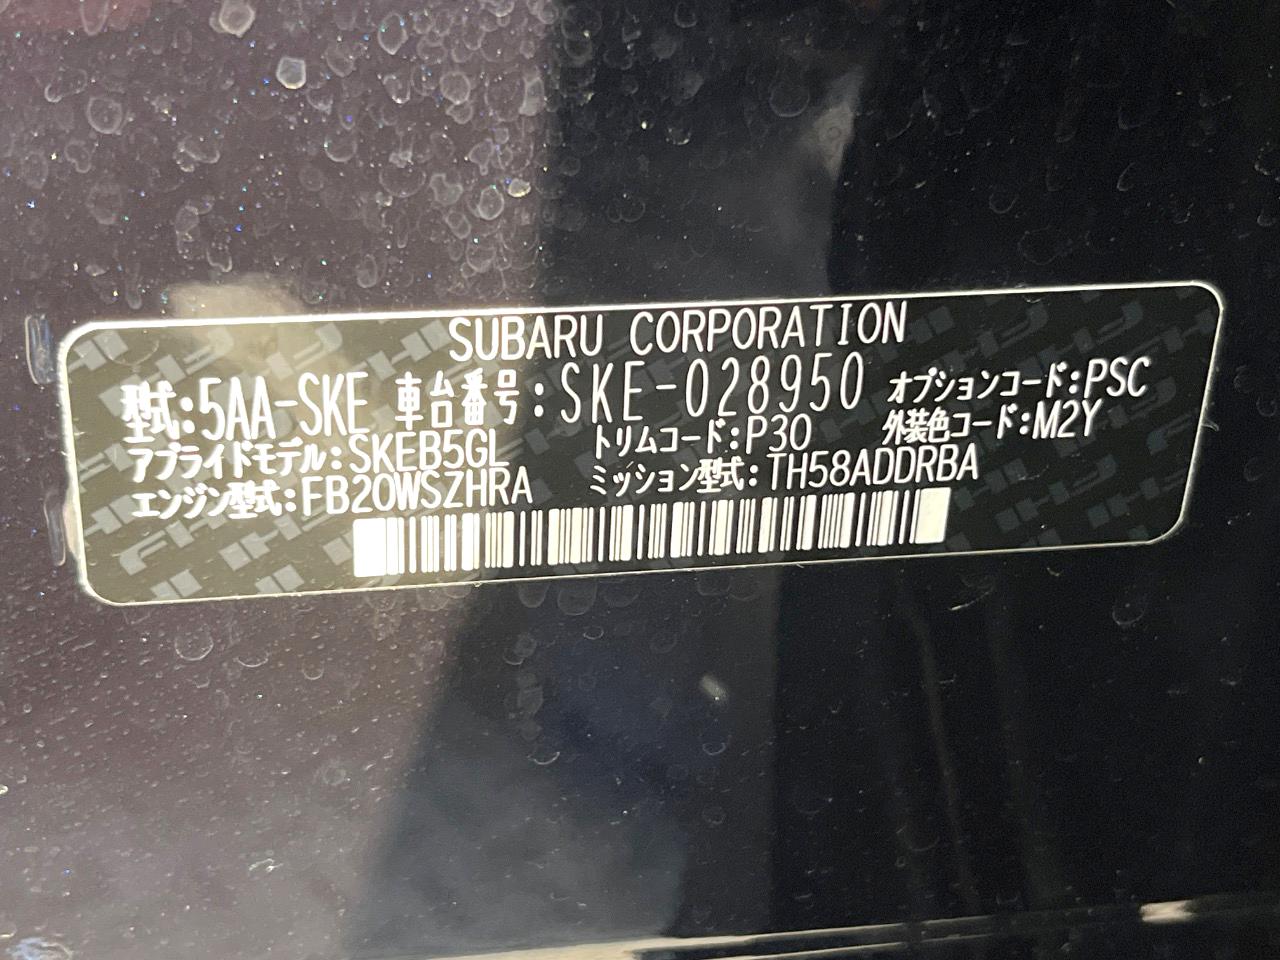 SUBARU CORPORATION
型式:5AA-SKE 車台番号:SKE-028950 オプションコード:PSC
アプライドモデル:SKEB5GL トリムコード:P30 外装色コード:M2Y
エンジン型式:FB20WSZHRA ミッション型式:TH58ADDRBA